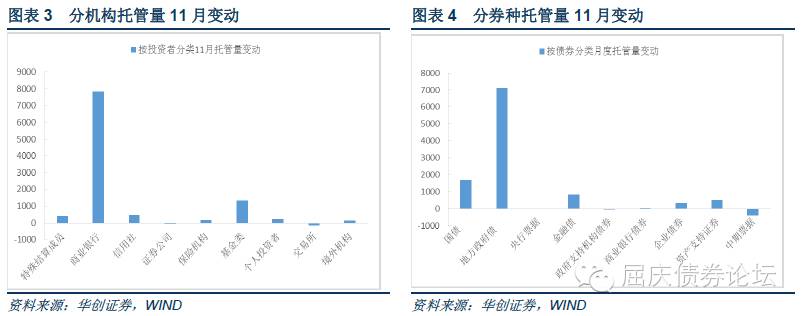 图表 3 分机构托管量 11 月变动
按投资者分类11月托管量变动
9000
8000
7000
6000
5000
4000
3000
2000
1000
0
-1000
特殊结算成员
商业银行
信用社
证券公司
保险机构
基金类
个人投资者
交易所
境外机构
资料来源：华创证券，WIND
图表 4 分券种托管量 11 月变动
按债券分类月度托管量变动
8000
7000
6000
5000
4000
3000
2000
1000
0
-1000
国债
地方政府债
央行票据
金融债
政府支持机构债券
商业银行债券
企业债券
资产支持证券
中期票据
屈庆债券论坛
资料来源：华创证券，WIND